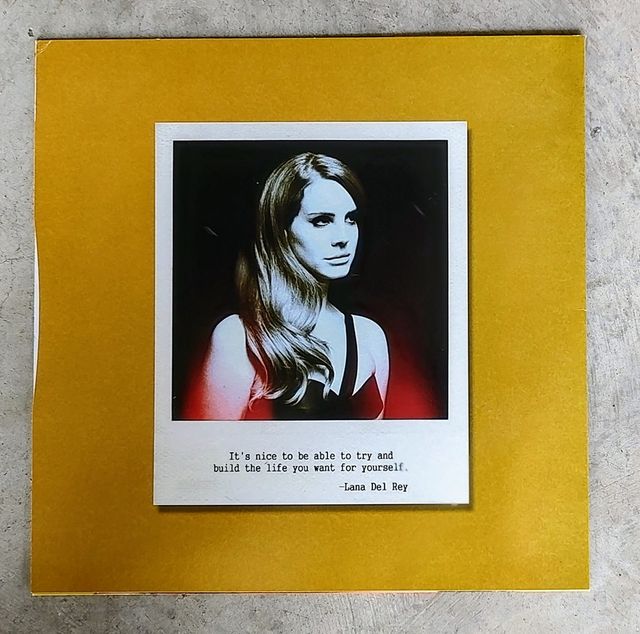 It's nice to be able to try and
build the life you want for yourself.
-Lana Del Rey